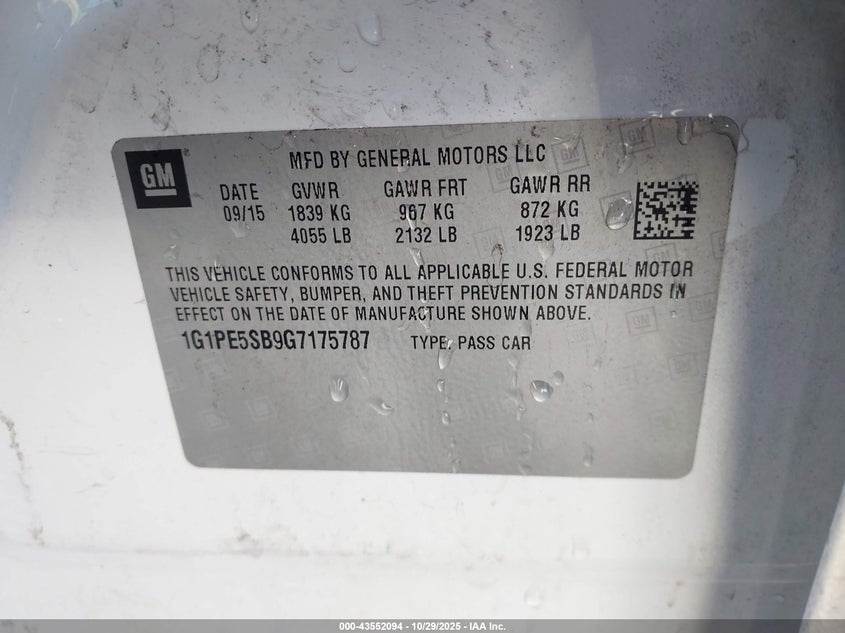 GM
MFD BY GENERAL MOTORS LLC
DATE GVWR GAWR FRT GAWR RR
09/15 1839 KG 967 KG 872 KG
4055 LB 2132 LB 1923 LB
THIS VEHICLE CONFORMS TO ALL APPLICABLE U.S. FEDERAL MOTOR
VEHICLE SAFETY, BUMPER, AND THEFT PREVENTION STANDARDS IN
EFFECT ON THE DATE OF MANUFACTURE SHOWN ABOVE.
1G1PE5SB9G7175787 TYPE: PASS CAR
000-43552094 | 10/29/2025 - IAA Inc.